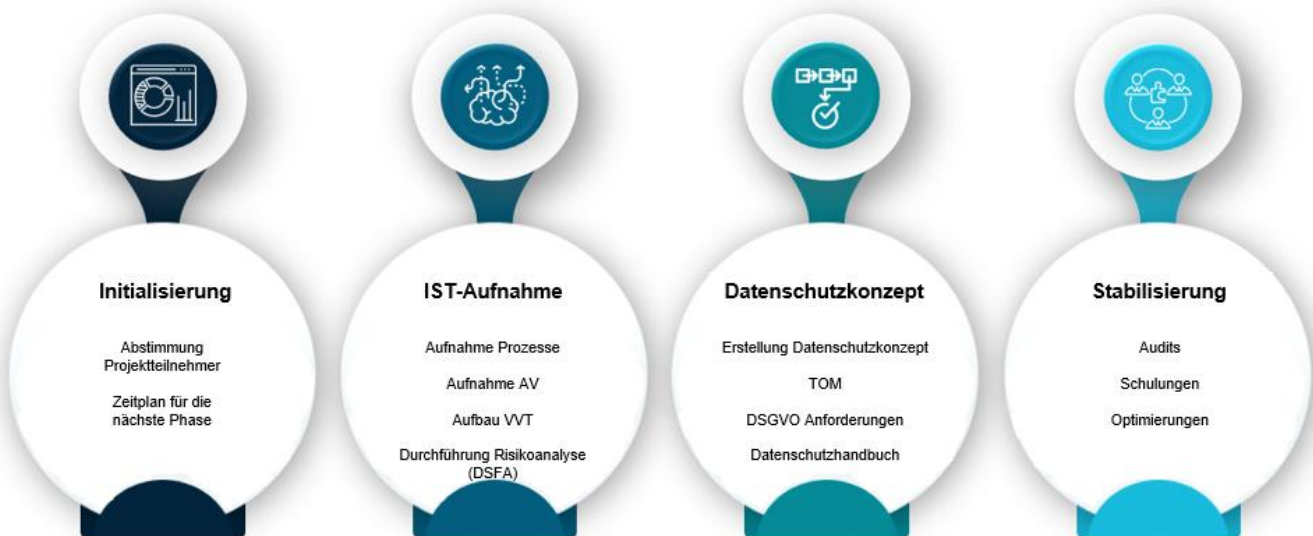 Initialisierung
Abstimmung
Projektteilnehmer
Zeitplan für die
nächste Phase
IST-Aufnahme
Aufnahme Prozesse
Aufnahme AV
Aufbau VVT
Durchführung Risikoanalyse
(DSFA)
Datenschutzkonzept
Erstellung Datenschutzkonzept
TOM
DSGVO Anforderungen
Datenschutzhandbuch
Stabilisierung
Audits
Schulungen
Optimierungen